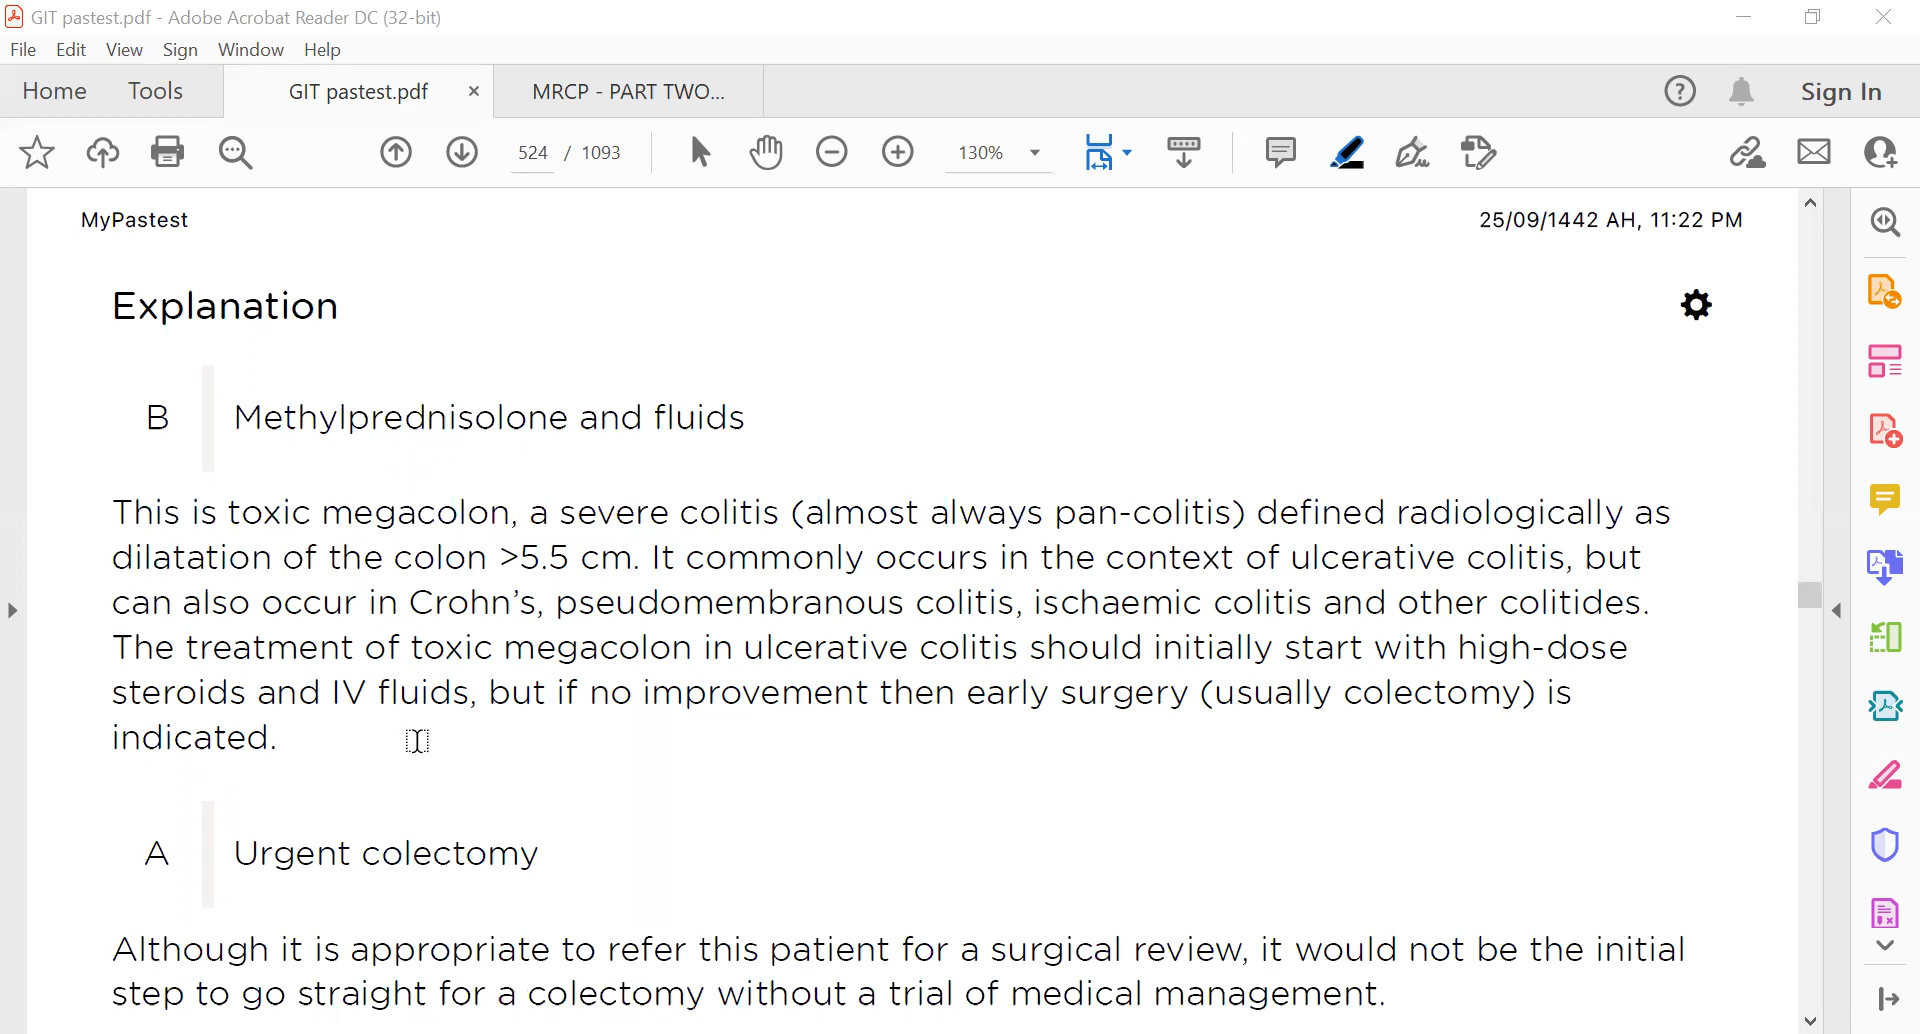 GIT pastest.pdf - Adobe Acrobat Reader DC (32-bit)
File Edit View Sign Window Help
Home Tools GIT pastest.pdf × MRCP - PART TWO... Sign In
524 / 1093 130%
MyPastest 25/09/1442 AH, 11:22 PM
Explanation
B Methylprednisolone and fluids
This is toxic megacolon, a severe colitis (almost always pan-colitis) defined radiologically as
dilatation of the colon >5.5 cm. It commonly occurs in the context of ulcerative colitis, but
can also occur in Crohn’s, pseudomembranous colitis, ischaemic colitis and other colitides.
The treatment of toxic megacolon in ulcerative colitis should initially start with high-dose
steroids and IV fluids, but if no improvement then early surgery (usually colectomy) is
indicated.
A Urgent colectomy
Although it is appropriate to refer this patient for a surgical review, it would not be the initial
step to go straight for a colectomy without a trial of medical management.